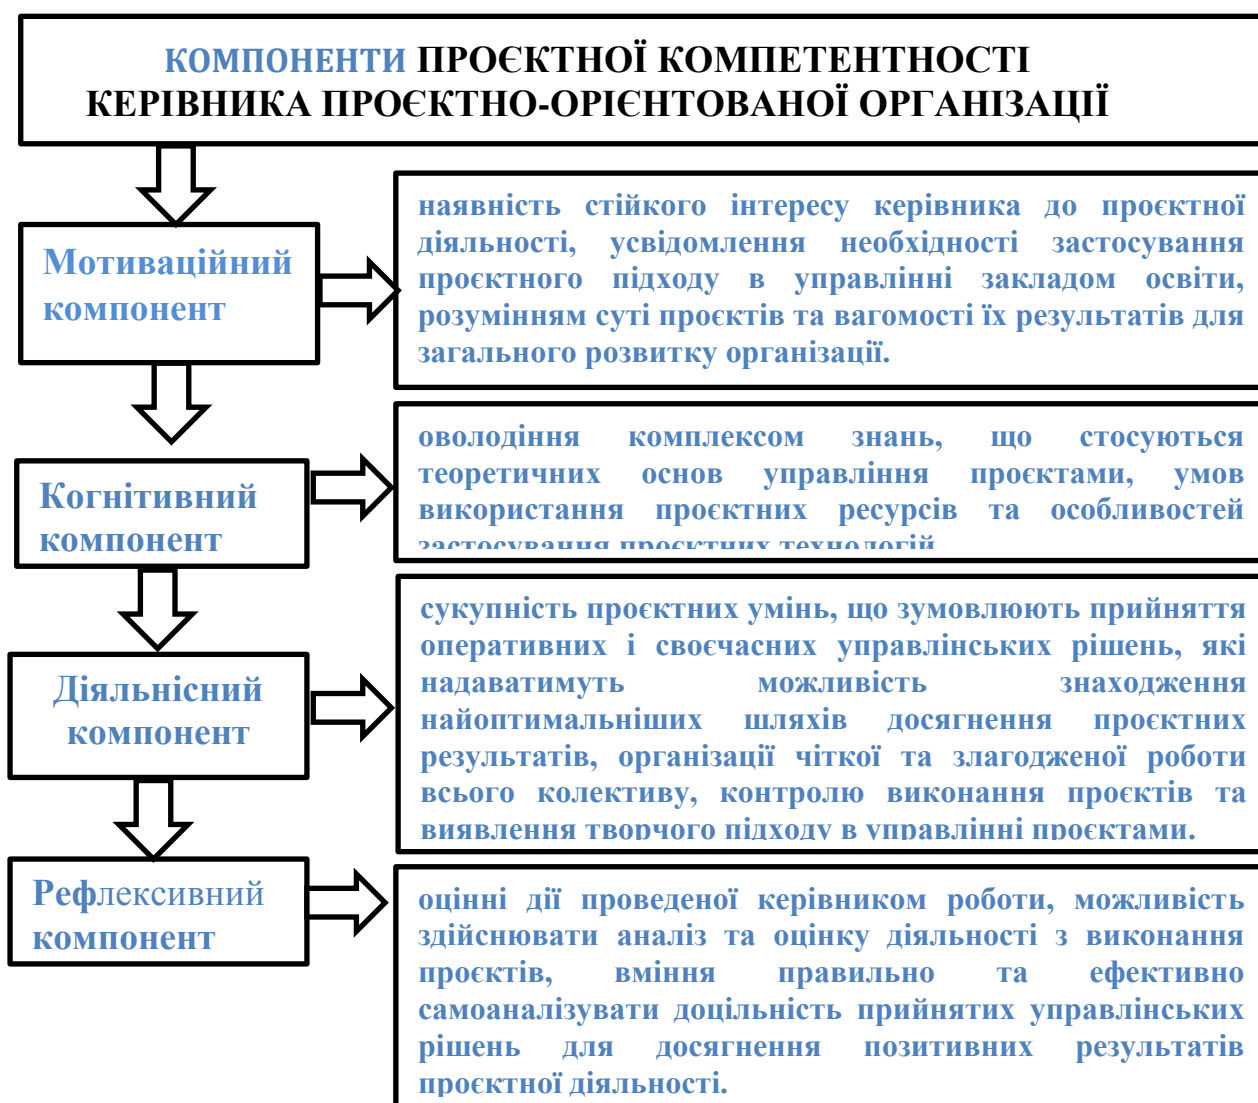 КОМПОНЕНТИ ПРОЄКТНОЇ КОМПЕТЕНТНОСТІ
КЕРІВНИКА ПРОЄКТНО-ОРІЄНТОВАНОЇ ОРГАНІЗАЦІЇ
Мотиваційний
компонент
наявність стійкого інтересу керівника до проєктної
діяльності, усвідомлення необхідності застосування
проєктного підходу в управлінні закладом освіти,
розумінням суті проєктів та вагомості їх результатів для
загального розвитку організації.
Когнітивний
компонент
оволодіння комплексом знань, що стосуються
теоретичних основ управління проєктами, умов
використання проєктних ресурсів та особливостей
застосування проєктних технологій
Діяльнісний
компонент
сукупність проєктних умінь, що зумовлюють прийняття
оперативних і своєчасних управлінських рішень, які
надаватимуть можливість знаходження
найоптимальніших шляхів досягнення проєктних
результатів, організації чіткої та злагодженої роботи
всього колективу, контролю виконання проєктів та
виявлення творчого підходу в управлінні проєктами.
Рефлексивний
компонент
оцінні дії проведеної керівником роботи, можливість
здійснювати аналіз та оцінку діяльності з виконання
проєктів, вміння правильно та ефективно
самоаналізувати доцільність прийнятих управлінських
рішень для досягнення позитивних результатів
проєктної діяльності.